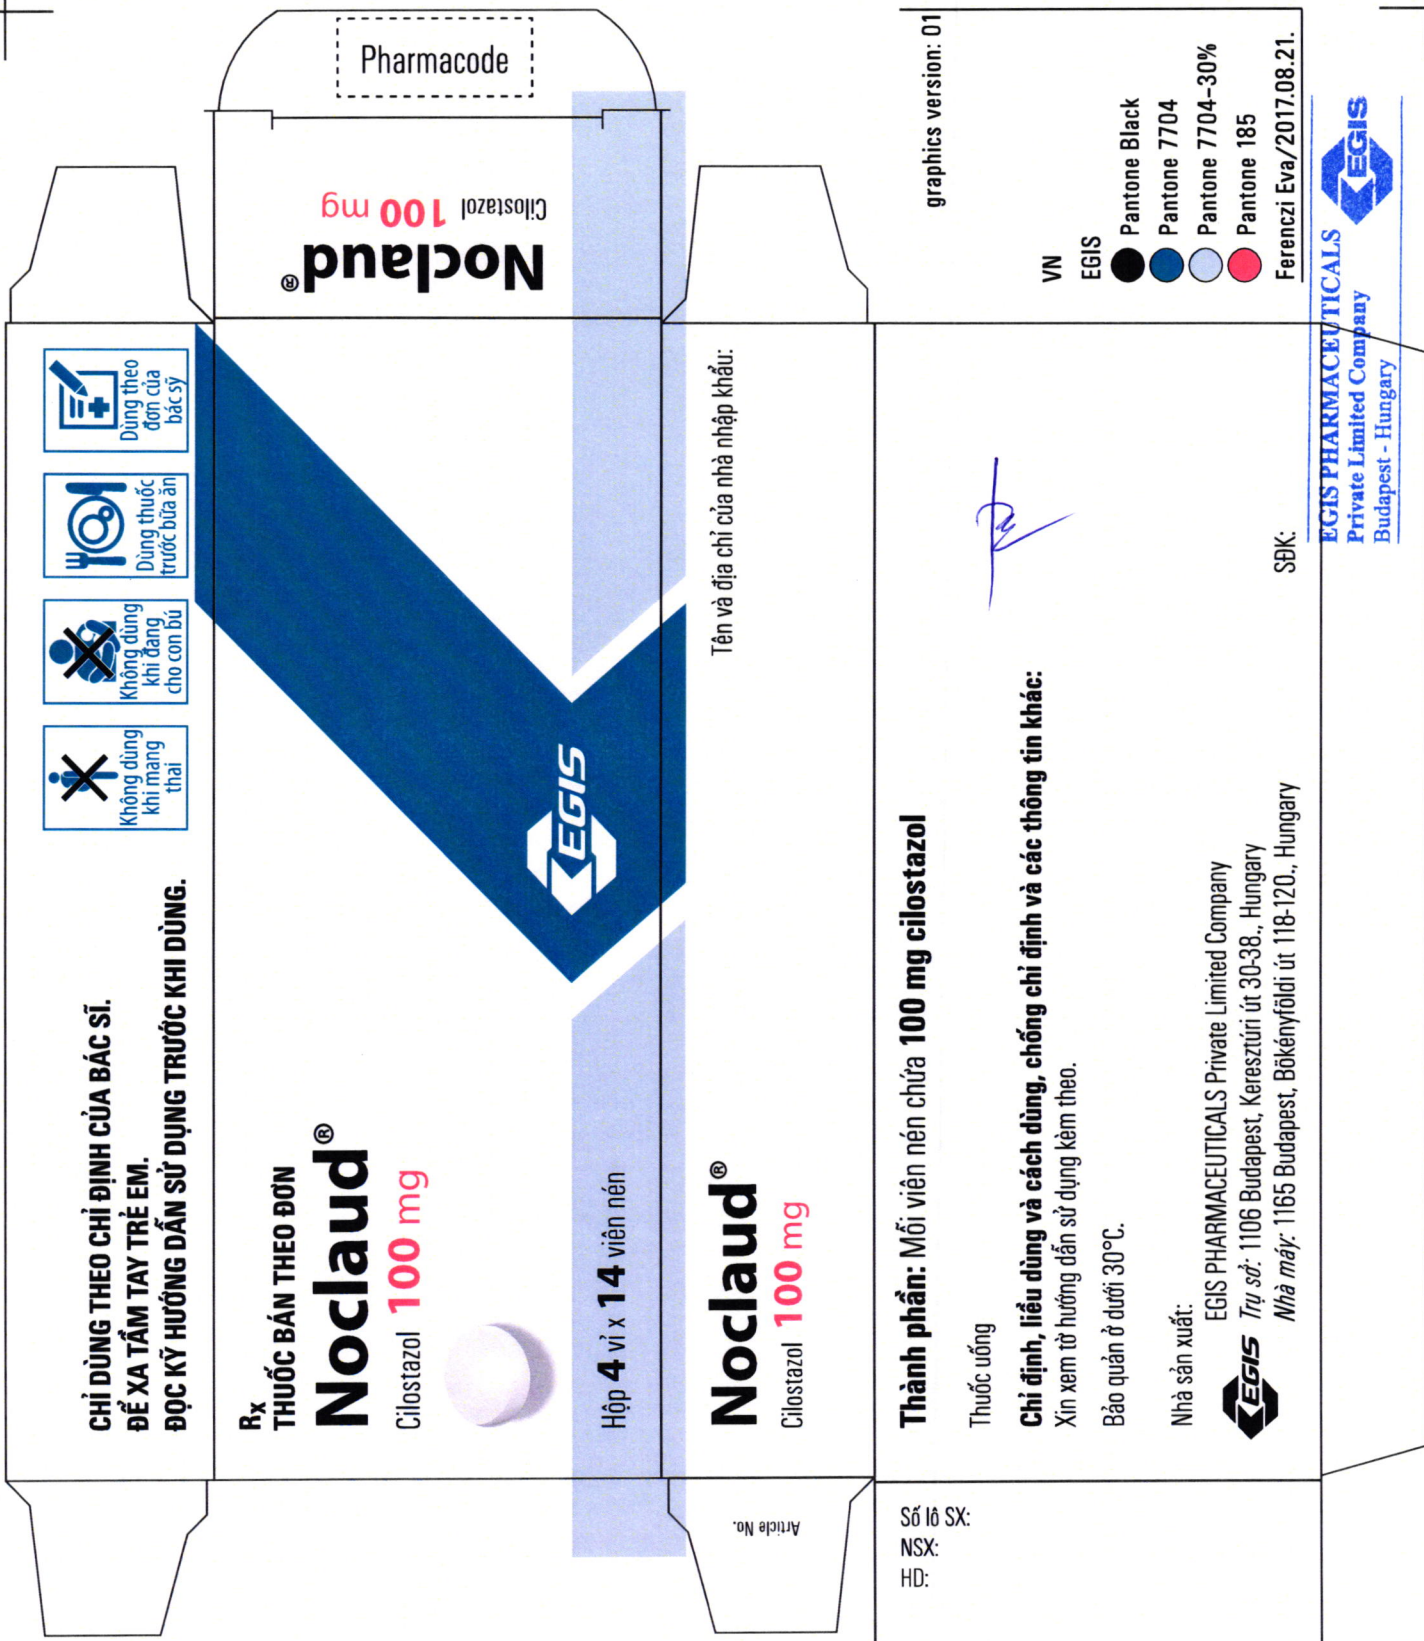 Pharmacode
Noclaud®
Cilostazol 100 mg
Dùng theo
đơn của
bác sỹ
Dùng thuốc
trước bữa ăn
Không dùng
khi đang
cho con bú
Không dùng
khi mang
thai
CHỈ DÙNG THEO CHỈ ĐỊNH CỦA BÁC SĨ.
ĐỂ XA TẦM TAY TRẺ EM.
ĐỌC KỸ HƯỚNG DẪN SỬ DỤNG TRƯỚC KHI DÙNG.
Rx
THUỐC BÁN THEO ĐƠN
Noclaud®
Cilostazol 100 mg
Hộp 4 vỉ x 14 viên nén
EGIS
Noclaud®
Cilostazol 100 mg
Tên và địa chỉ của nhà nhập khẩu:
Article No.
Thành phần: Mỗi viên nén chứa 100 mg cilostazol
Thuốc uống
Chỉ định, liều dùng và cách dùng, chống chỉ định và các thông tin khác:
Xin xem tờ hướng dẫn sử dụng kèm theo.
Bảo quản ở dưới 30°C.
Nhà sản xuất:
EGIS PHARMACEUTICALS Private Limited Company
EGIS Trụ sở: 1106 Budapest, Keresztúri út 30-38., Hungary
Nhà máy: 1165 Budapest, Bökényföldi út 118-120., Hungary
SĐK:
Số lô SX:
NSX:
HD:
graphics version: 01
VN
EGIS
Pantone Black
Pantone 7704
Pantone 7704-30%
Pantone 185
Ferenczi Eva/2017.08.21.
EGIS PHARMACEUTICALS
Private Limited Company
Budapest - Hungary
EGIS